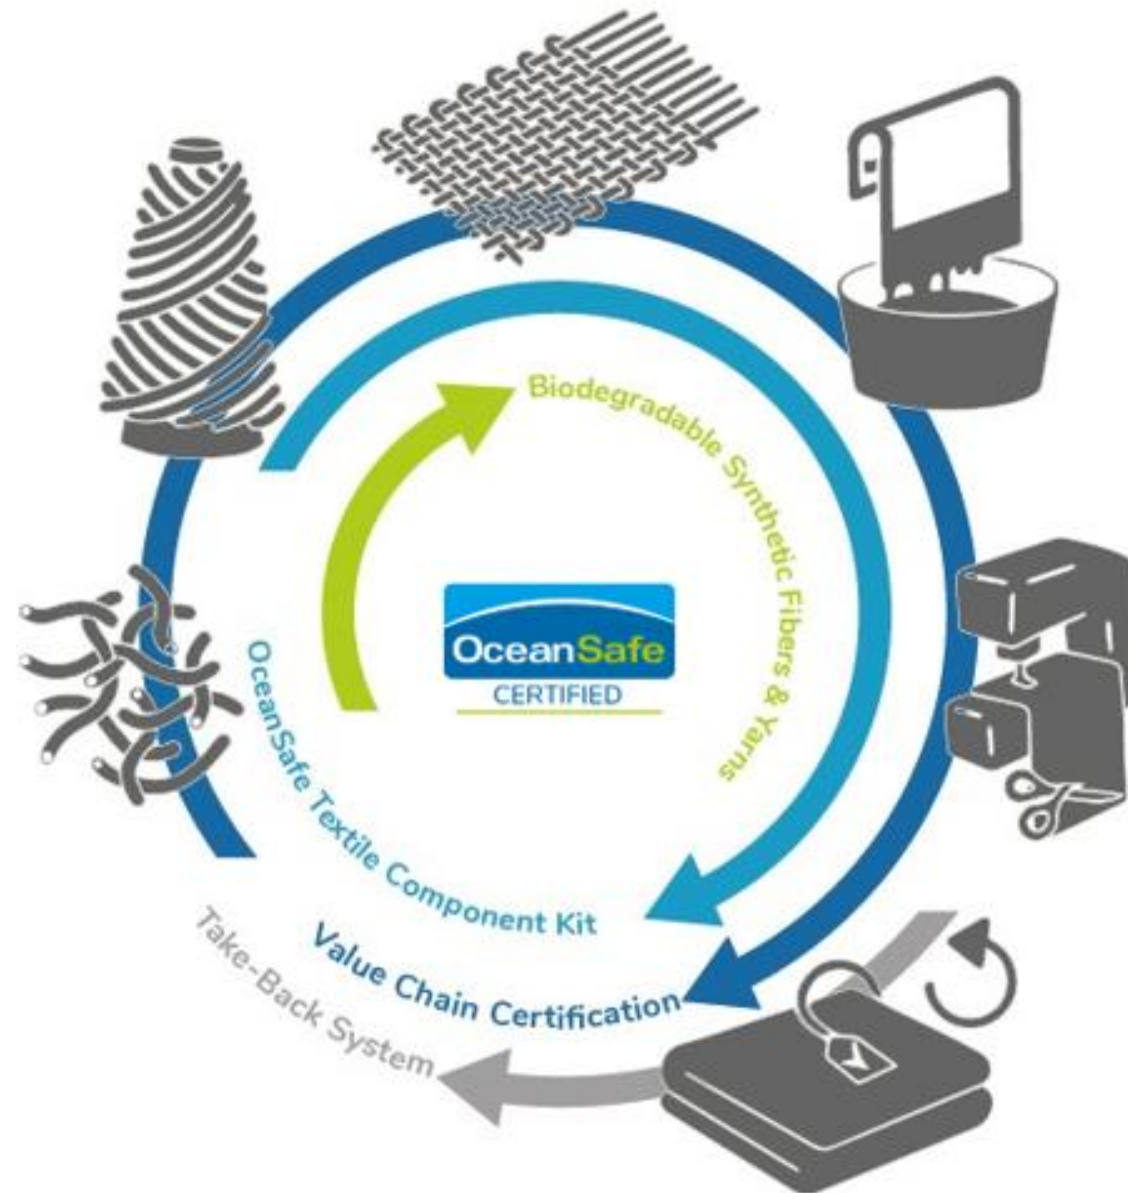 Biodegradable Synthetic Fibers & Yarns
OceanSafe
CERTIFIED
OceanSafe Textile Component Kit
Value Chain Certification
Take-Back System